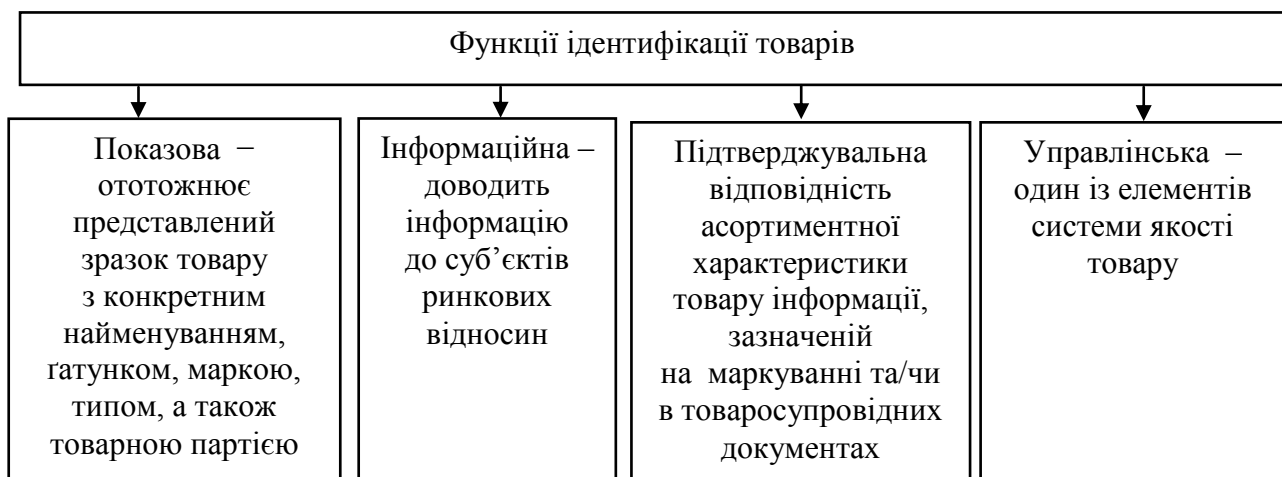 Функції ідентифікації товарів
Показова –
ототожнює
представлений
зразок товару
з конкретним
найменуванням,
ґатунком, маркою,
типом, а також
товарною партією
Інформаційна –
доводить
інформацію
до суб’єктів
ринкових
відносин
Підтверджувальна
відповідність
асортиментної
характеристики
товару інформації,
зазначеній
на маркуванні та/чи
в товаросупровідних
документах
Управлінська –
один із елементів
системи якості
товару